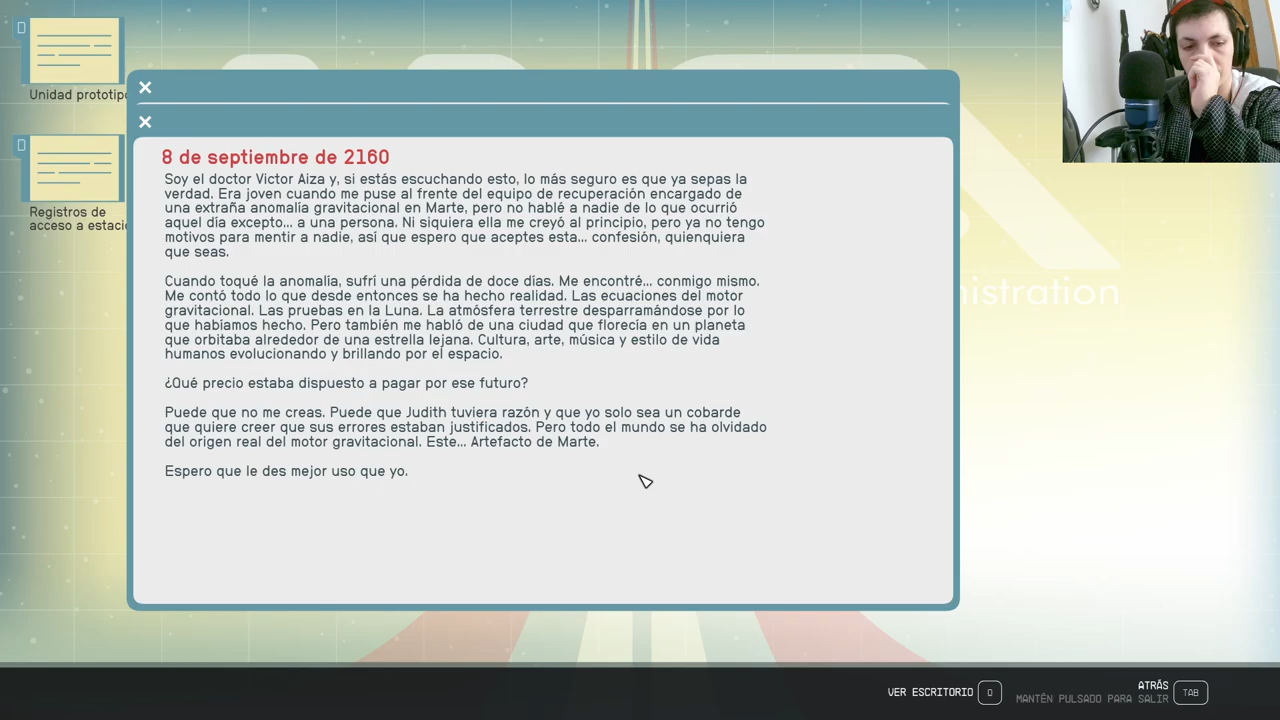 Unidad prototipo
Registros de
acceso a estaci
8 de septiembre de 2160
Soy el doctor Victor Aiza y, si estás escuchando esto, lo más seguro es que ya sepas la
verdad. Era joven cuando me puse al frente del equipo de recuperación encargado de
una extraña anomalía gravitacional en Marte, pero no hablé a nadie de lo que ocurrió
aquel día excepto... a una persona. Ni siquiera ella me creyó al principio, pero ya no tengo
motivos para mentir a nadie, así que espero que aceptes esta... confesión, quienquiera
que seas.
Cuando toqué la anomalía, sufrí una pérdida de doce días. Me encontré... conmigo mismo.
Me contó todo lo que desde entonces se ha hecho realidad. Las ecuaciones del motor
gravitacional. Las pruebas en la Luna. La atmósfera terrestre desparramándose por lo
que habíamos hecho. Pero también me habló de una ciudad que florecía en un planeta
que orbitaba alrededor de una estrella lejana. Cultura, arte, música y estilo de vida
humanos evolucionando y brillando por el espacio.
¿Qué precio estaba dispuesto a pagar por ese futuro?
Puede que no me creas. Puede que Judith tuviera razón y que yo solo sea un cobarde
que quiere creer que sus errores estaban justificados. Pero todo el mundo se ha olvidado
del origen real del motor gravitacional. Este... Artefacto de Marte.
Espero que le des mejor uso que yo.
nistration
VER ESCRITORIO Q
ATRÁS
MANTÉN PULSADO PARA SALIR TAB